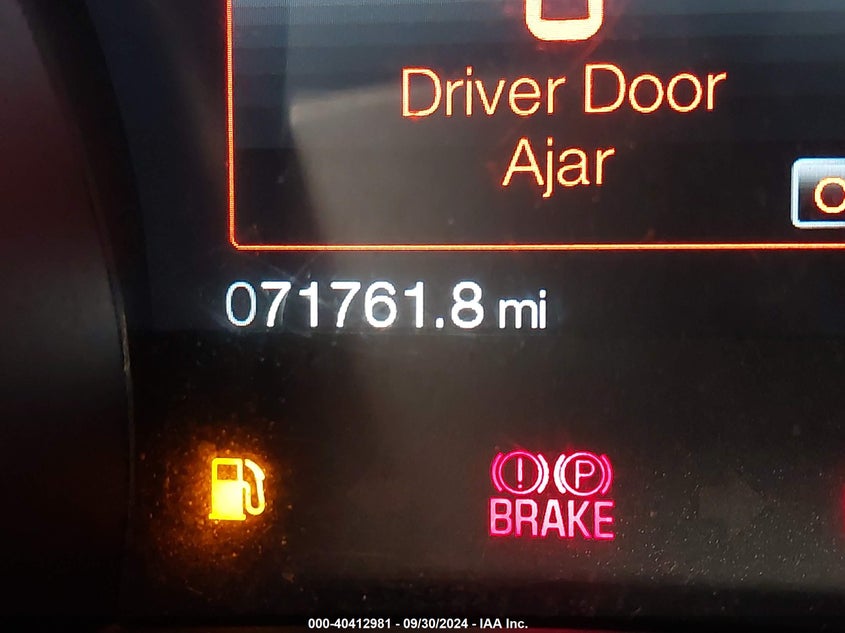 Driver Door
Ajar
071761.8 mi
BRAKE
000-40412981 - 09/30/2024 - IAA Inc.